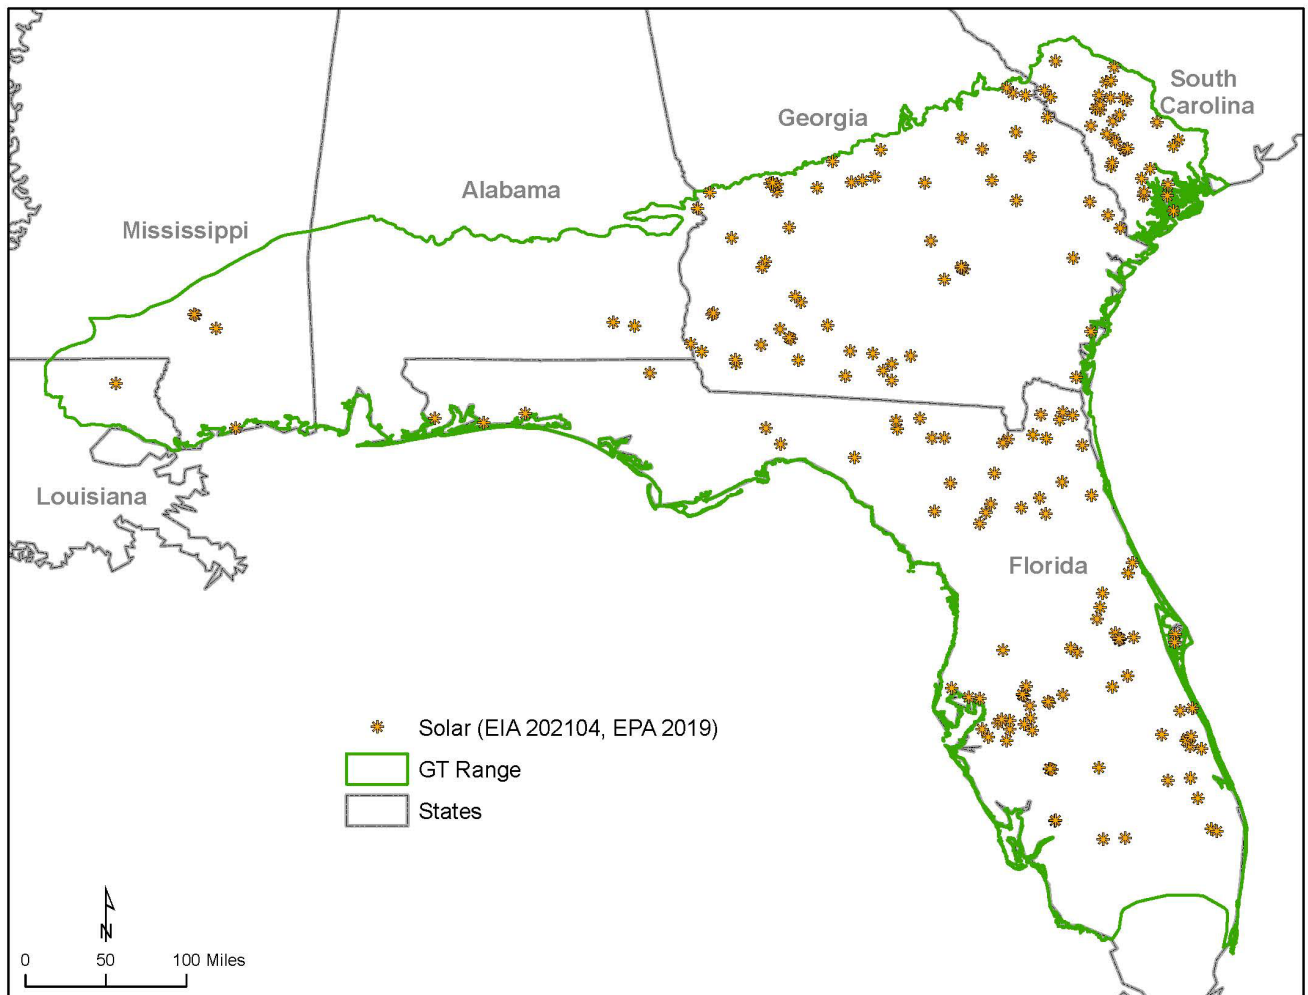 South
Carolina
Georgia
Alabama
Mississippi
Louisiana
Florida
Solar (EIA 202104, EPA 2019)
GT Range
States
N
0 50 100 Miles